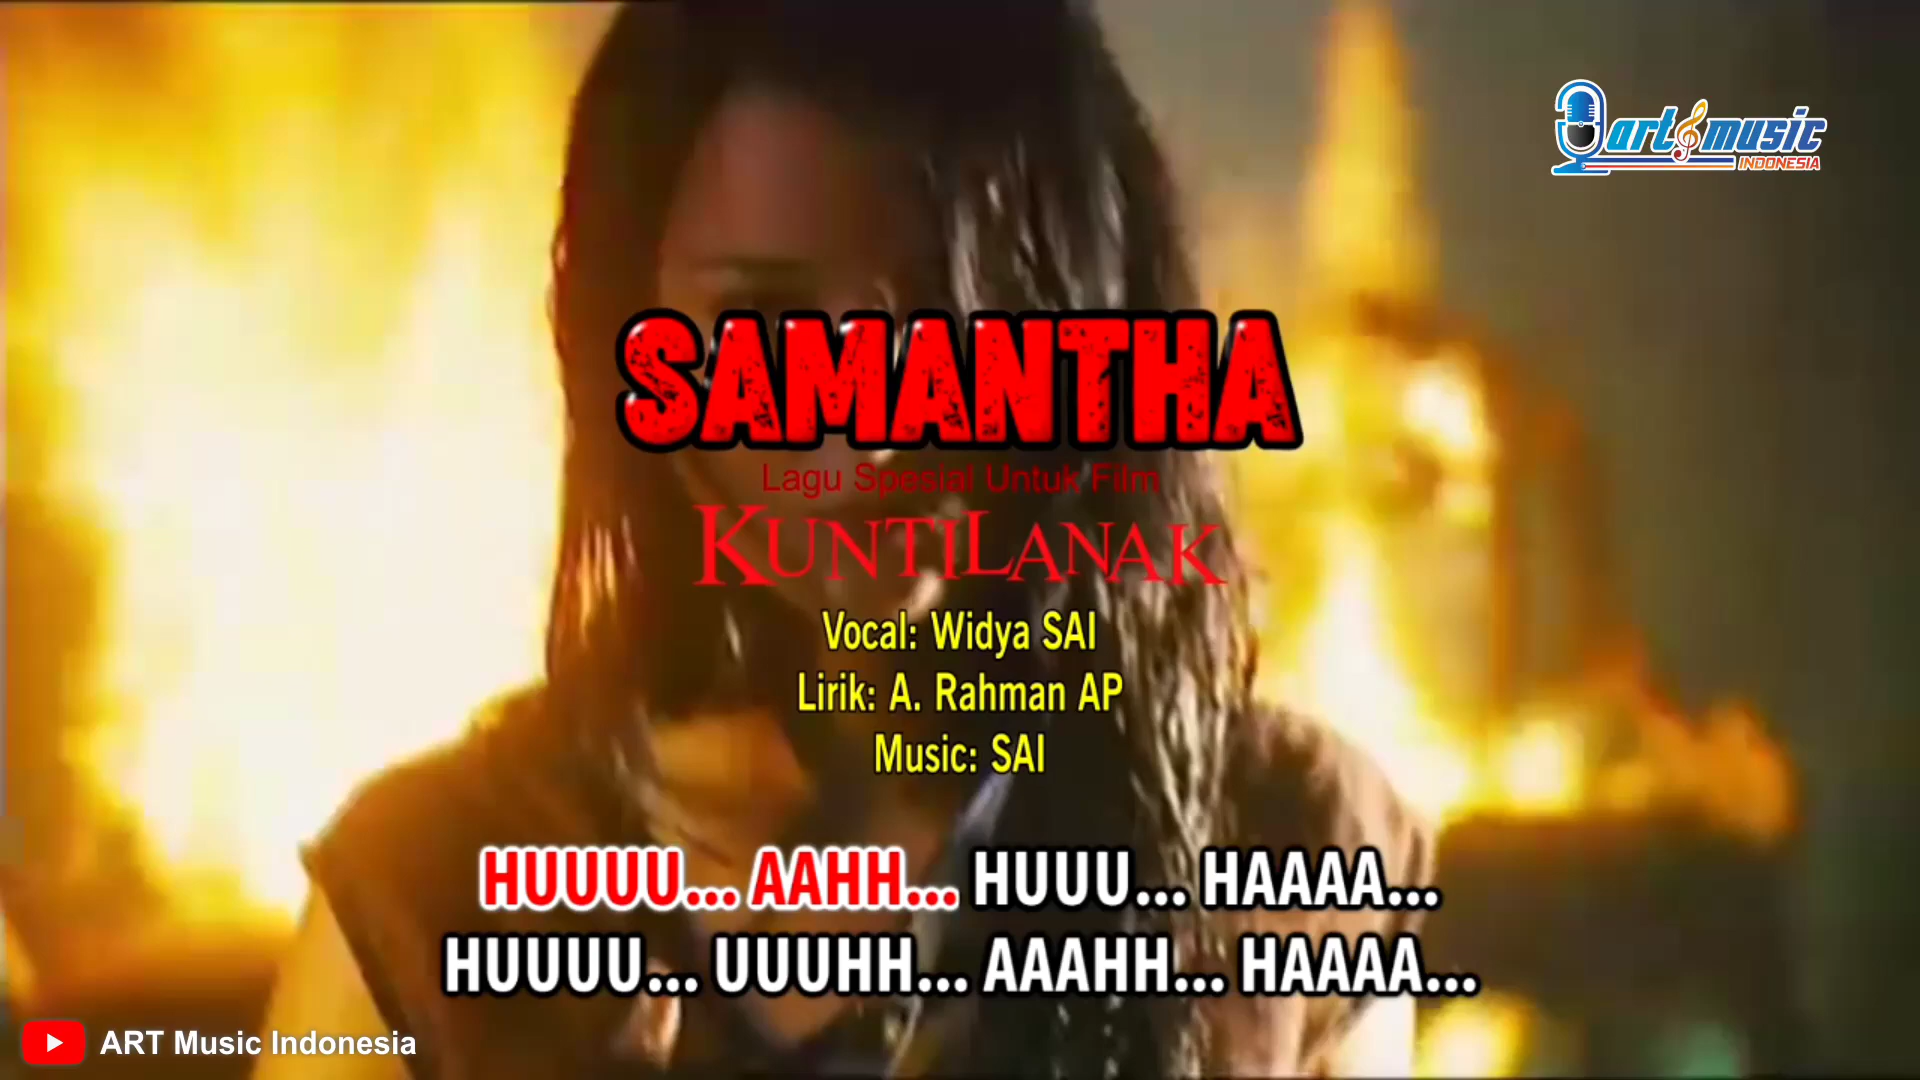 art music
INDONESIA
SAMANTHA
Lagu Spesial Untuk Film
KUNTILANAK
Vocal: Widya SAI
Lirik: A. Rahman AP
Music: SAI
HUUUU... AAHH... HUUU... HAAAA...
HUUUU... UUUHH... AAAHH... HAAAA...
ART Music Indonesia